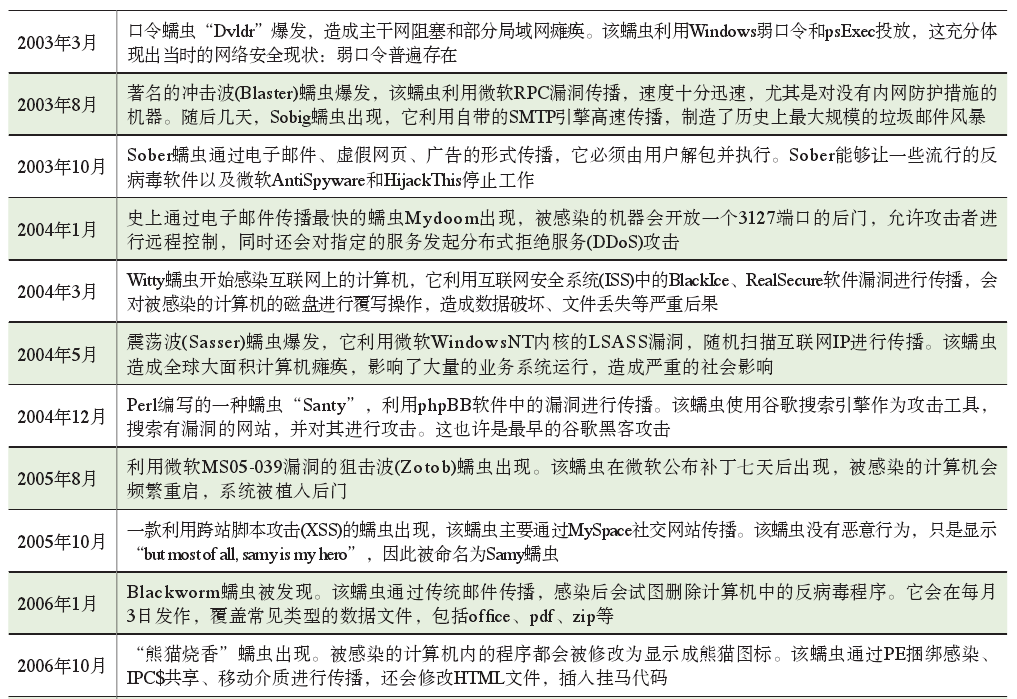 2003年3月
口令蠕虫“Dvldr”爆发，造成主干网阻塞和部分局域网瘫痪。该蠕虫利用Windows弱口令和psExec投放，这充分体
现出当时的网络安全现状：弱口令普遍存在
2003年8月
著名的冲击波(Blaster)蠕虫爆发，该蠕虫利用微软RPC漏洞传播，速度十分迅速，尤其是对没有内网防护措施的
机器。随后几天，Sobig蠕虫出现，它利用自带的SMTP引擎高速传播，制造了历史上最大规模的垃圾邮件风暴
2003年10月
Sober蠕虫通过电子邮件、虚假网页、广告的形式传播，它必须由用户解包并执行。Sober能够让一些流行的反
病毒软件以及微软AntiSpyware和HijackThis停止工作
2004年1月
史上通过电子邮件传播最快的蠕虫Mydoom出现，被感染的机器会开放一个3127端口的后门，允许攻击者进
行远程控制，同时还会对指定的服务发起分布式拒绝服务(DDoS)攻击
2004年3月
Witty蠕虫开始感染互联网上的计算机，它利用互联网安全系统(ISS)中的BlackIce、RealSecure软件漏洞进行传播，会
对被感染的计算机的磁盘进行覆写操作，造成数据破坏、文件丢失等严重后果
2004年5月
震荡波(Sasser)蠕虫爆发，它利用微软WindowsNT内核的LSASS漏洞，随机扫描互联网IP进行传播。该蠕虫
造成全球大面积计算机瘫痪，影响了大量的业务系统运行，造成严重的社会影响
2004年12月
Perl编写的一种蠕虫“Santy”，利用phpBB软件中的漏洞进行传播。该蠕虫使用谷歌搜索引擎作为攻击工具，
搜索有漏洞的网站，并对其进行攻击。这也许是最早的谷歌黑客攻击
2005年8月
利用微软MS05-039漏洞的狙击波(Zotob)蠕虫出现。该蠕虫在微软公布补丁七天后出现，被感染的计算机会
频繁重启，系统被植入后门
2005年10月
一款利用跨站脚本攻击(XSS)的蠕虫出现，该蠕虫主要通过MySpace社交网站传播。该蠕虫没有恶意行为，只是显示
“but most of all, samy is my hero”，因此被命名为Samy蠕虫
2006年1月
Blackworm蠕虫被发现。该蠕虫通过传统邮件传播，感染后会试图删除计算机中的反病毒程序。它会在每月
3日发作，覆盖常见类型的数据文件，包括office、pdf、zip等
2006年10月
“熊猫烧香”蠕虫出现。被感染的计算机内的程序都会被修改为显示成熊猫图标。该蠕虫通过PE捆绑感染、
IPC$共享、移动介质进行传播，还会修改HTML文件，插入挂马代码